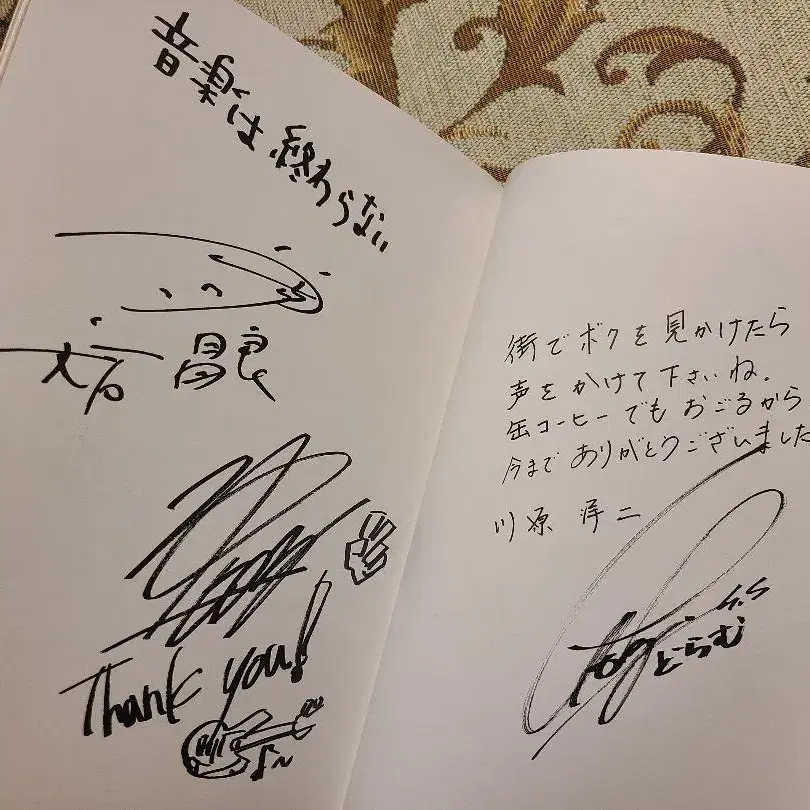 音楽は終わらない
大石 昌良
Thank you!
街でボクを見かけたら
声をかけて下さいね.
缶コーヒーでもおごるから
今までありがとうございました
川原 洋二
どらむ